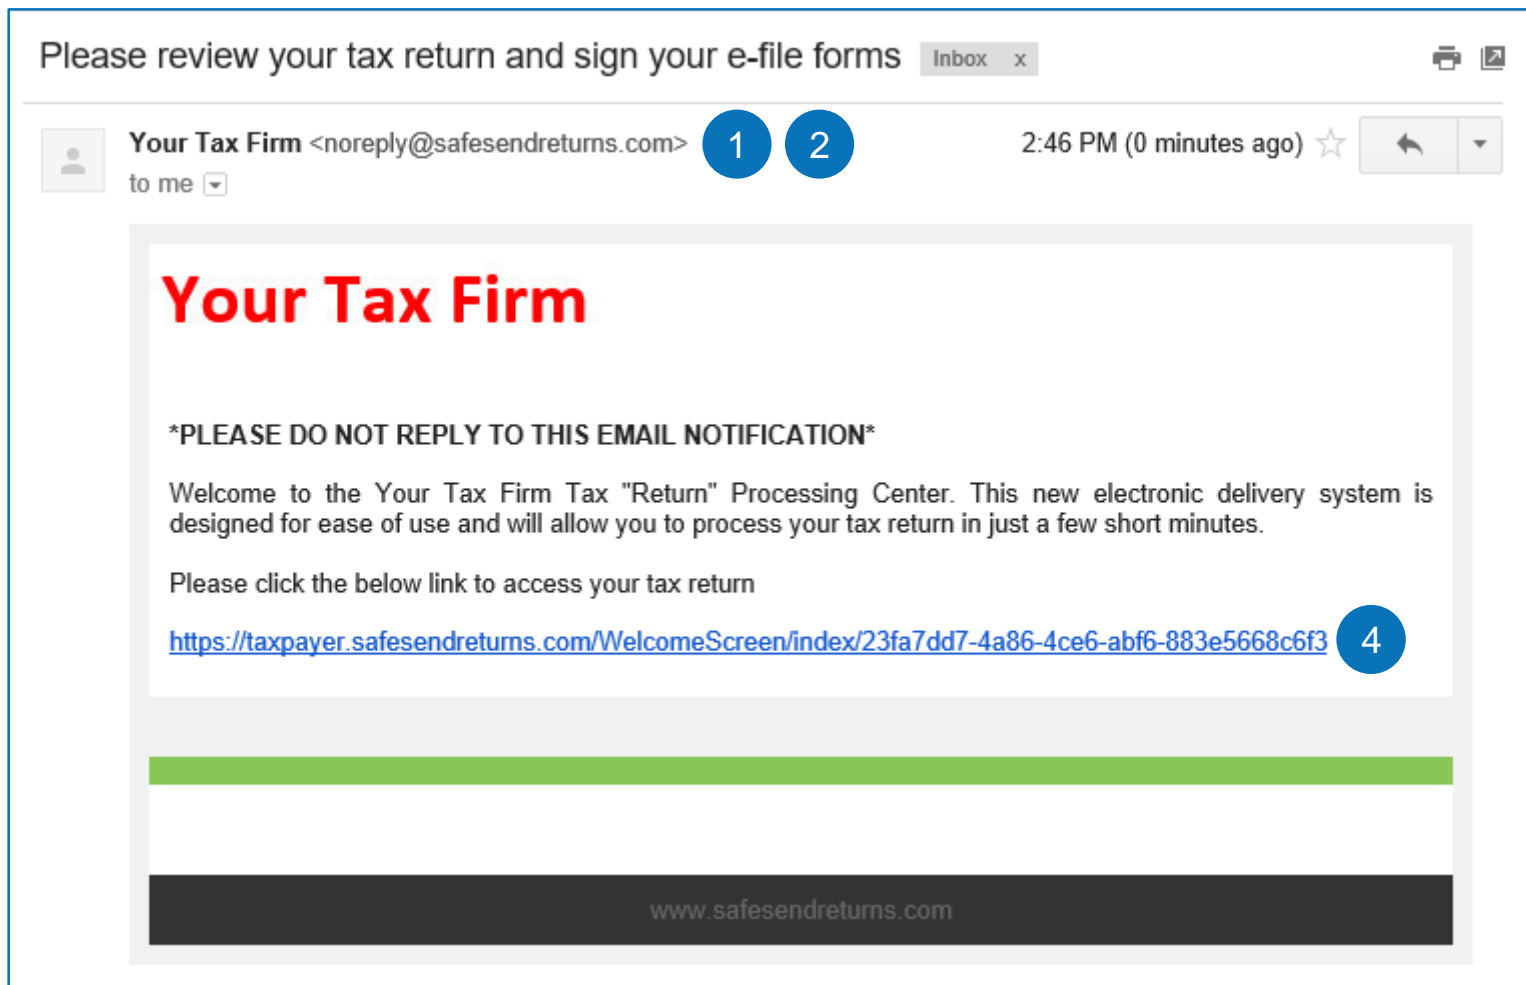 Please review your tax return and sign your e-file forms Inbox x
Your Tax Firm <noreply@safesendreturns.com> 1 2 2:46 PM (0 minutes ago)
to me
Your Tax Firm
*PLEASE DO NOT REPLY TO THIS EMAIL NOTIFICATION*
Welcome to the Your Tax Firm Tax "Return" Processing Center. This new electronic delivery system is
designed for ease of use and will allow you to process your tax return in just a few short minutes.
Please click the below link to access your tax return
https://taxpayer.safesendreturns.com/WelcomeScreen/index/23fa7dd7-4a86-4ce6-abf6-883e5668c6f3 4
www.safesendreturns.com